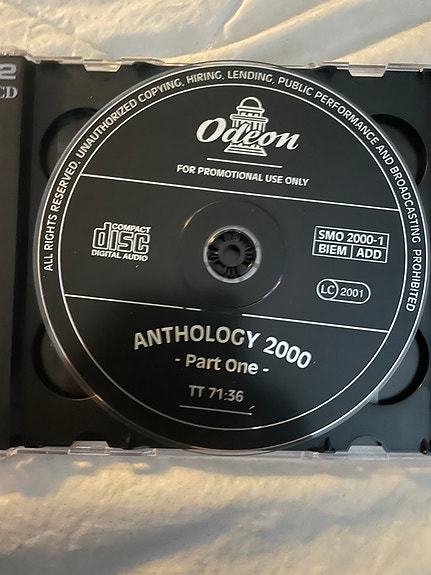 2
CD
ALL RIGHTS RESERVED, UNAUTHORIZED COPYING, HIRING, LENDING, PUBLIC PERFORMANCE AND BROADCASTING PROHIBITED
Odeon
FOR PROMOTIONAL USE ONLY
COMPACT
disc
DIGITAL AUDIO
SMO 2000-1
BIEM ADD
LC 2001
ANTHOLOGY 2000
- Part One -
TT 71:36